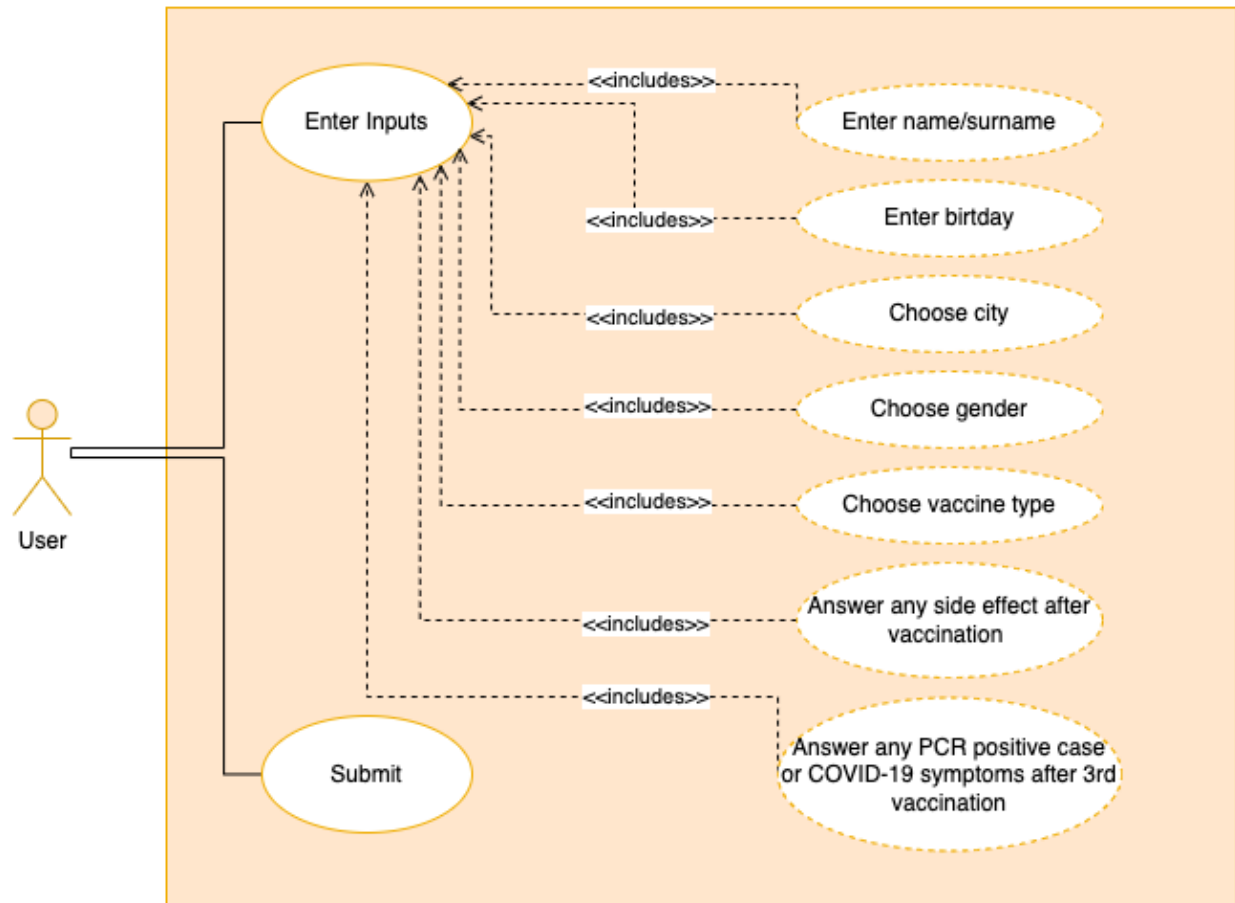 <<includes>>
Enter Inputs
Enter name/surname
<<includes>>
Enter birtday
<<includes>>
Choose city
<<includes>>
Choose gender
<<includes>>
Choose vaccine type
User
Answer any side effect after
vaccination
<<includes>>
<<includes>>
Submit
Answer any PCR positive case
or COVID-19 symptoms after 3rd
vaccination